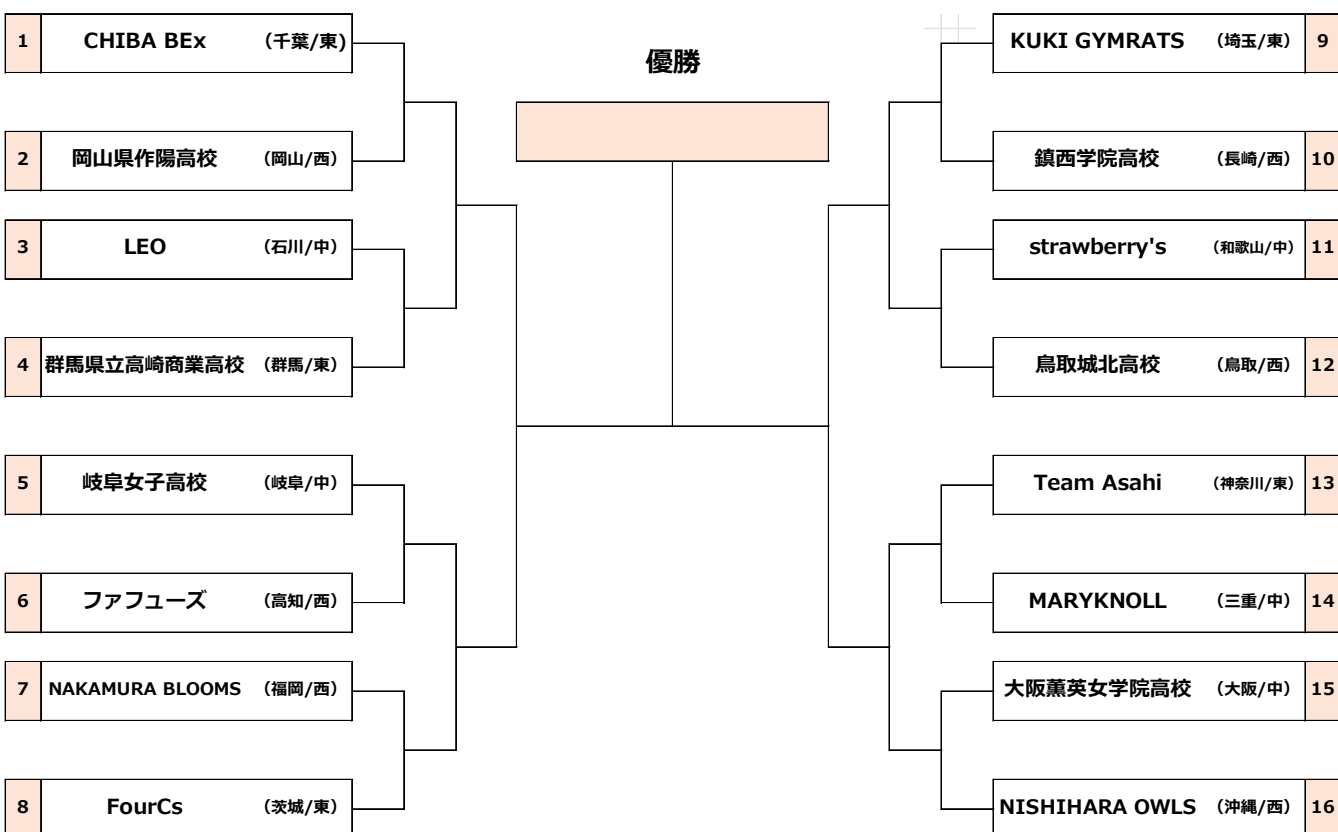 優勝
1 CHIBA BEx （千葉/東)
2 岡山県作陽高校 （岡山/西）
3 LEO （石川/中）
4 群馬県立高崎商業高校 （群馬/東）
5 岐阜女子高校 （岐阜/中）
6 ファフューズ （高知/西）
7 NAKAMURA BLOOMS （福岡/西）
8 FourCs （茨城/東）
KUKI GYMRATS （埼玉/東） 9
鎮西学院高校 （長崎/西） 10
strawberry's （和歌山/中） 11
鳥取城北高校 （鳥取/西） 12
Team Asahi （神奈川/東） 13
MARYKNOLL （三重/中） 14
大阪薫英女学院高校 （大阪/中） 15
NISHIHARA OWLS （沖縄/西） 16